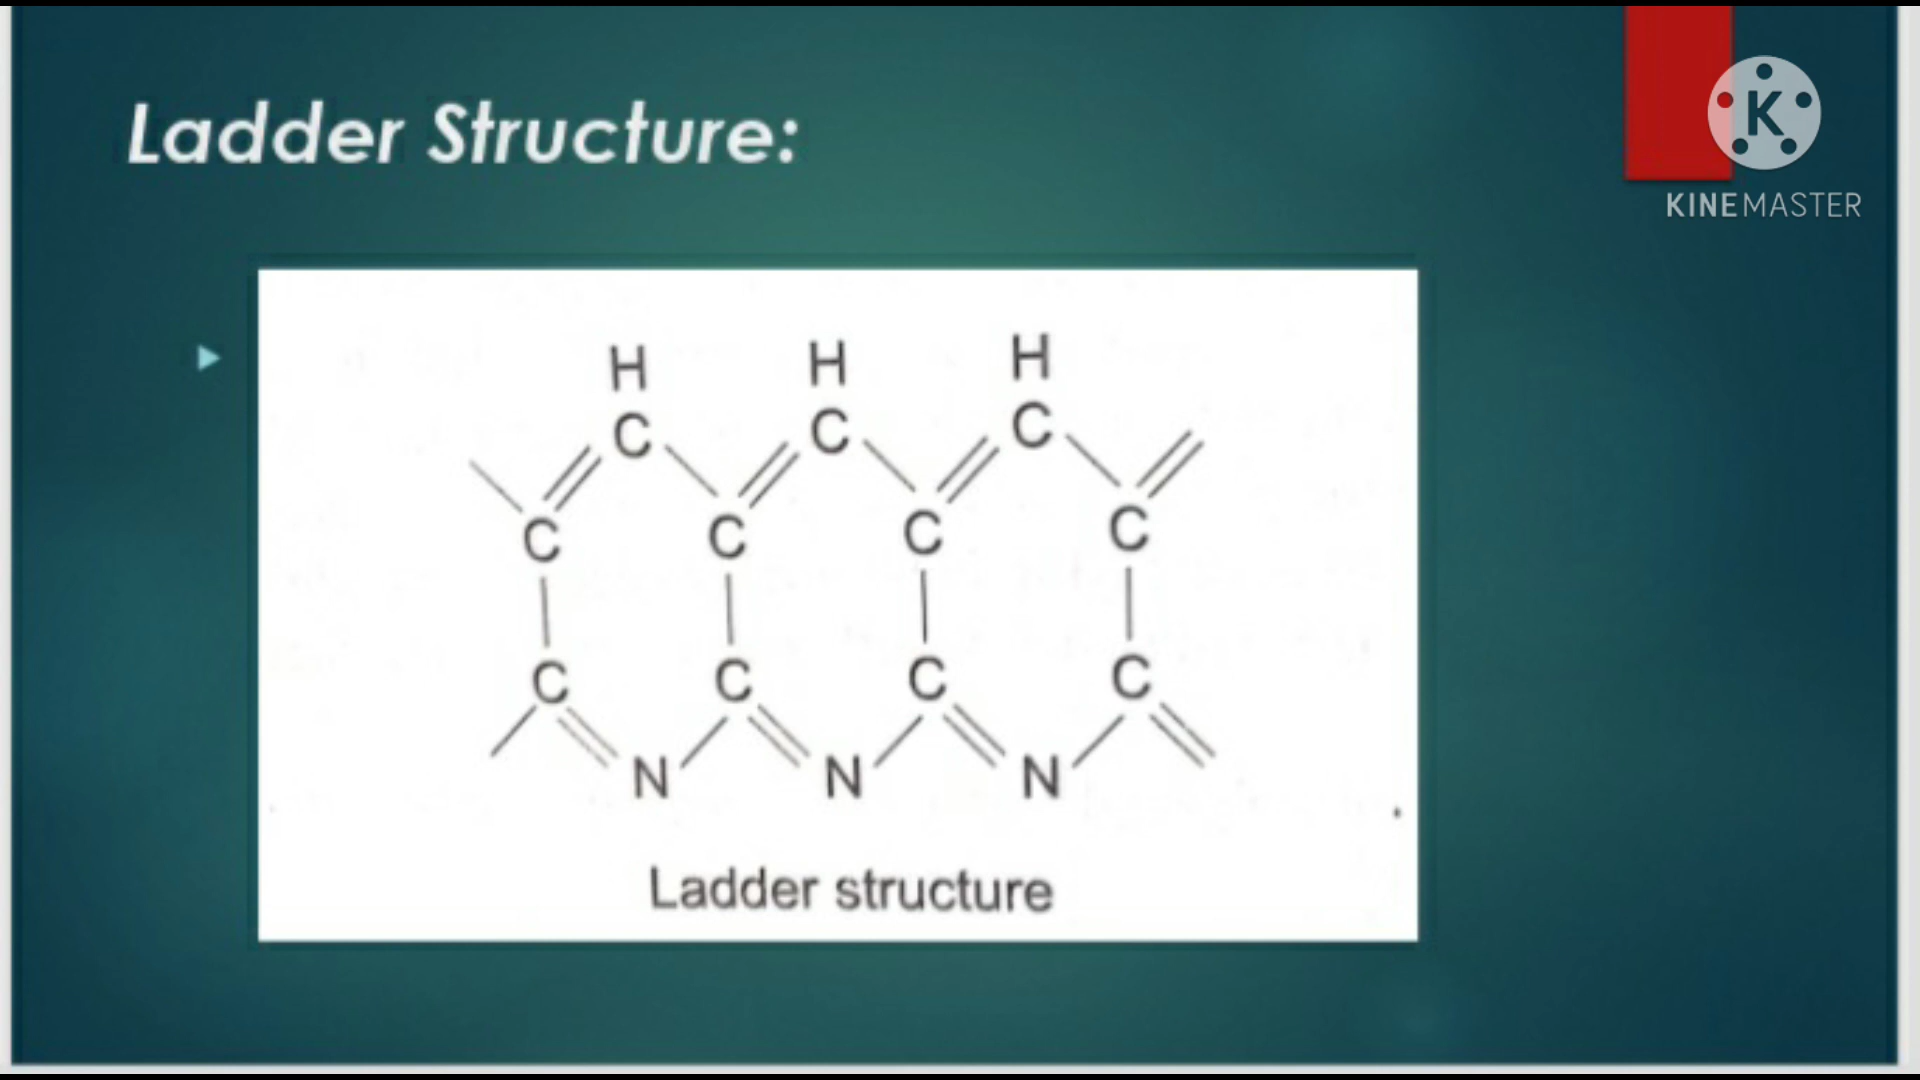 Ladder Structure:
K
KINEMASTER
H H H
C C C
C C C C
C C C C
N N N
Ladder structure